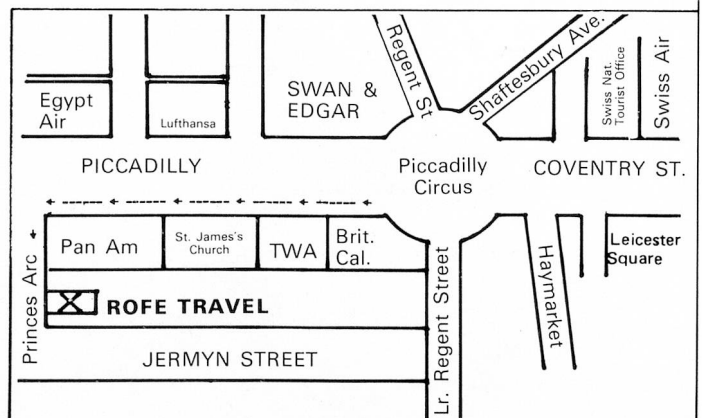 Regent St
Shaftesbury Ave.
Egypt
Air
Lufthansa
SWAN &
EDGAR
Swiss Nat.
Tourist Office
Swiss Air
PICCADILLY
Piccadilly
Circus
COVENTRY ST.
Princes Arc
Pan Am
St. James's
Church
TWA
Brit.
Cal.
Lr. Regent Street
Haymarket
Leicester
Square
ROFE TRAVEL
JERMYN STREET